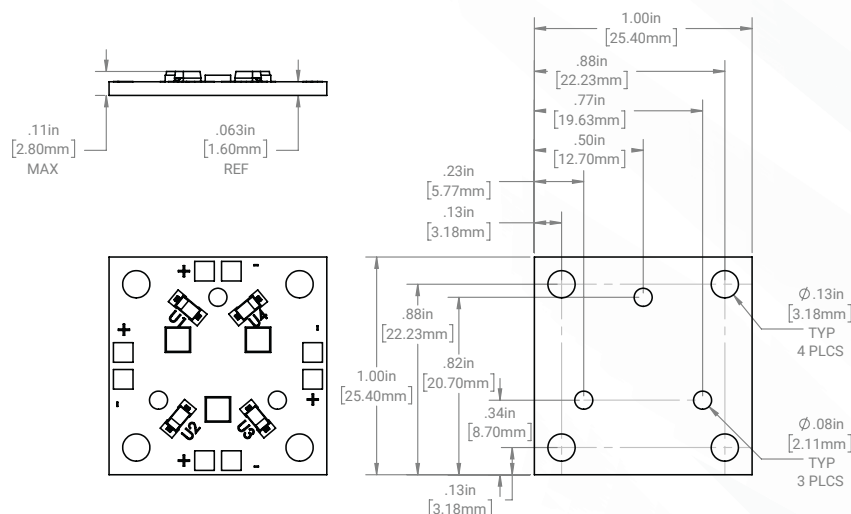 .11in
[2.80mm]
MAX
.063in
[1.60mm]
REF
1.00in
[25.40mm]
.88in
[22.23mm]
.77in
[19.63mm]
.50in
[12.70mm]
.23in
[5.77mm]
.13in
[3.18mm]
+ -
U1 U4
+ -
- +
U2 U3
+ -
1.00in
[25.40mm]
.88in
[22.23mm]
.82in
[20.70mm]
.34in
[8.70mm]
.13in
[3.18mm]
Ø.13in
[3.18mm]
TYP
4 PLCS
Ø.08in
[2.11mm]
TYP
3 PLCS